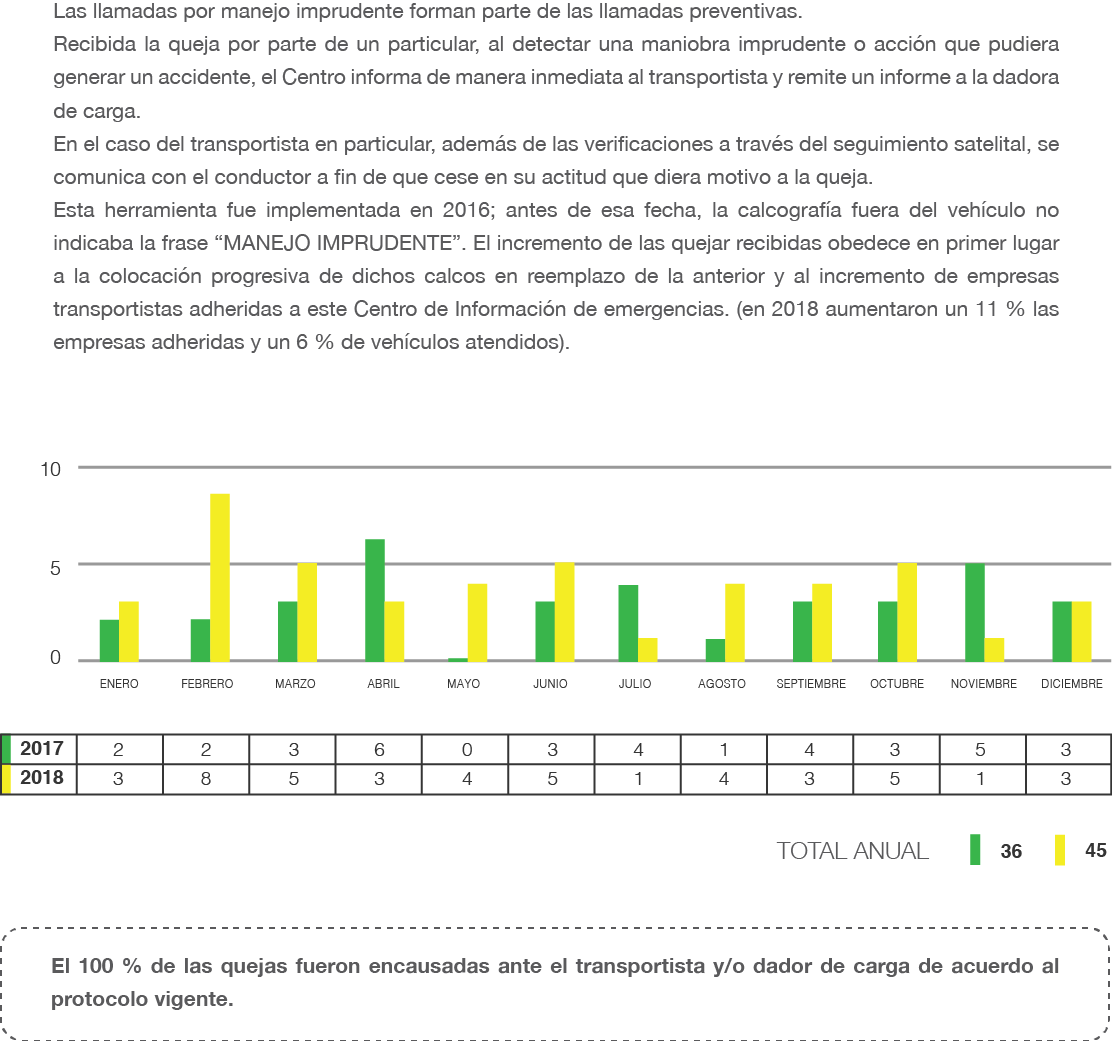 Las llamadas por manejo imprudente forman parte de las llamadas preventivas.
Recibida la queja por parte de un particular, al detectar una maniobra imprudente o acción que pudiera
generar un accidente, el Centro informa de manera inmediata al transportista y remite un informe a la dadora
de carga.
En el caso del transportista en particular, además de las verificaciones a través del seguimiento satelital, se
comunica con el conductor a fin de que cese en su actitud que diera motivo a la queja.
Esta herramienta fue implementada en 2016; antes de esa fecha, la calcografía fuera del vehículo no
indicaba la frase “MANEJO IMPRUDENTE”. El incremento de las quejar recibidas obedece en primer lugar
a la colocación progresiva de dichos calcos en reemplazo de la anterior y al incremento de empresas
transportistas adheridas a este Centro de Información de emergencias. (en 2018 aumentaron un 11 % las
empresas adheridas y un 6 % de vehículos atendidos).
10
5
0
ENERO FEBRERO MARZO ABRIL MAYO JUNIO JULIO AGOSTO SEPTIEMBRE OCTUBRE NOVIEMBRE DICIEMBRE
2017 2 2 3 6 0 3 4 1 4 3 5 3
2018 3 8 5 3 4 5 1 4 3 5 1 3
TOTAL ANUAL 36 45
El 100 % de las quejas fueron encausadas ante el transportista y/o dador de carga de acuerdo al
protocolo vigente.